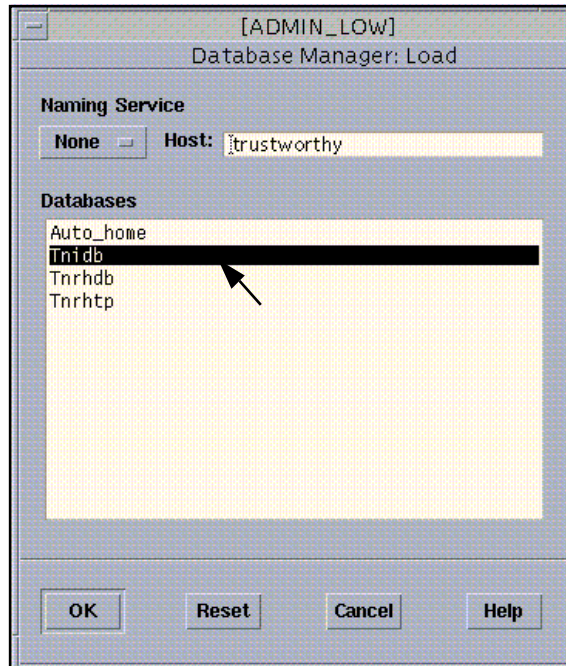 [ADMIN_LOW]
Database Manager: Load
Naming Service
None Host: trustworthy
Databases
Auto_home
Tnidb
Tnrhdb
Tnrhtp
OK Reset Cancel Help